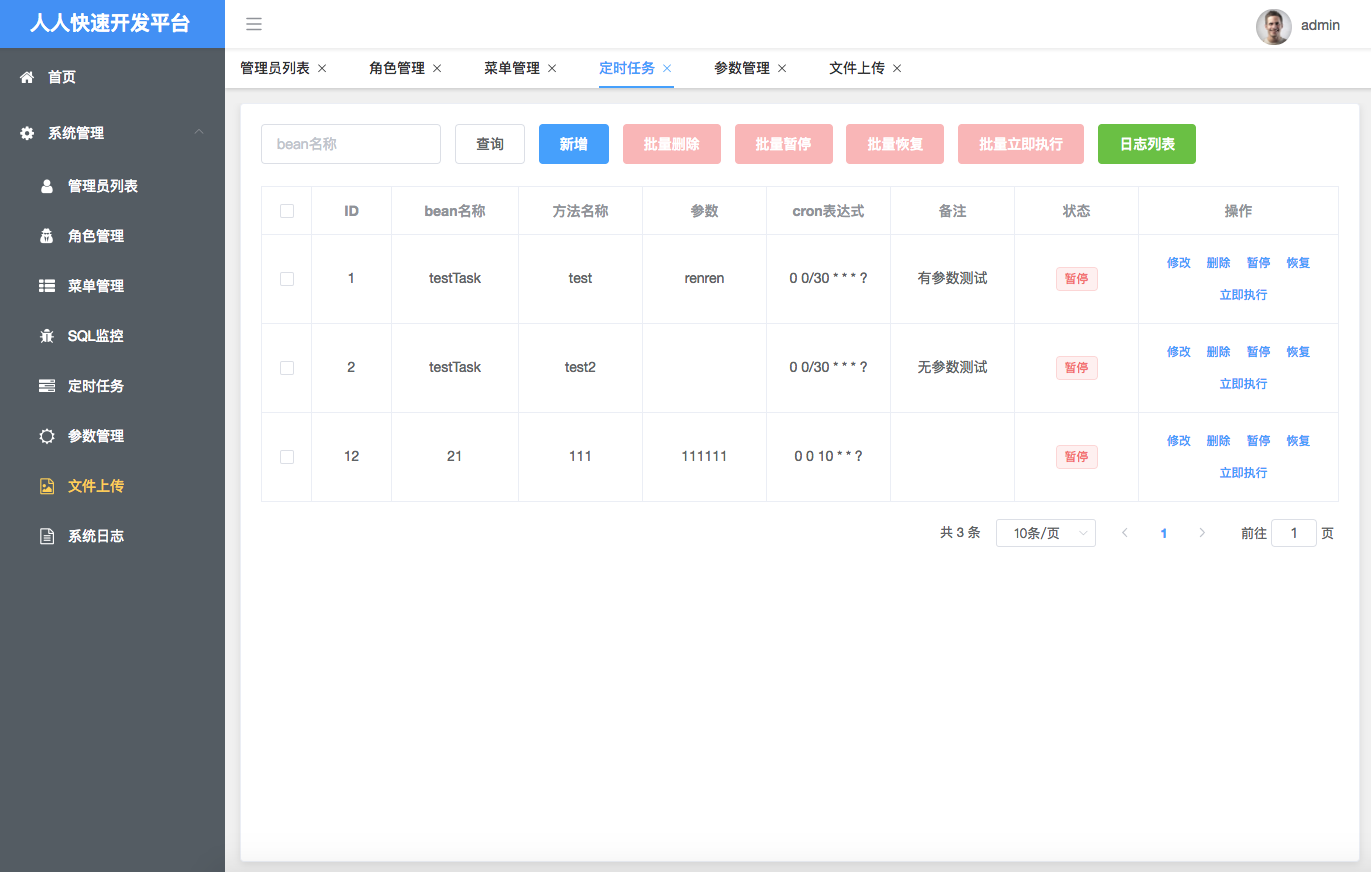 人人快速开发平台
admin
首页
系统管理
管理员列表
角色管理
菜单管理
SQL监控
定时任务
参数管理
文件上传
系统日志
管理员列表 × 角色管理 × 菜单管理 × 定时任务 × 参数管理 × 文件上传 ×
bean名称 查询 新增 批量删除 批量暂停 批量恢复 批量立即执行 日志列表
ID bean名称 方法名称 参数 cron表达式 备注 状态 操作
1 testTask test renren 0 0/30 * * * ? 有参数测试 暂停 修改 删除 暂停 恢复
立即执行
2 testTask test2 0 0/30 * * * ? 无参数测试 暂停 修改 删除 暂停 恢复
立即执行
12 21 111 111111 0 0 10 * * ? 暂停 修改 删除 暂停 恢复
立即执行
共 3 条 10条/页 1 前往 1 页